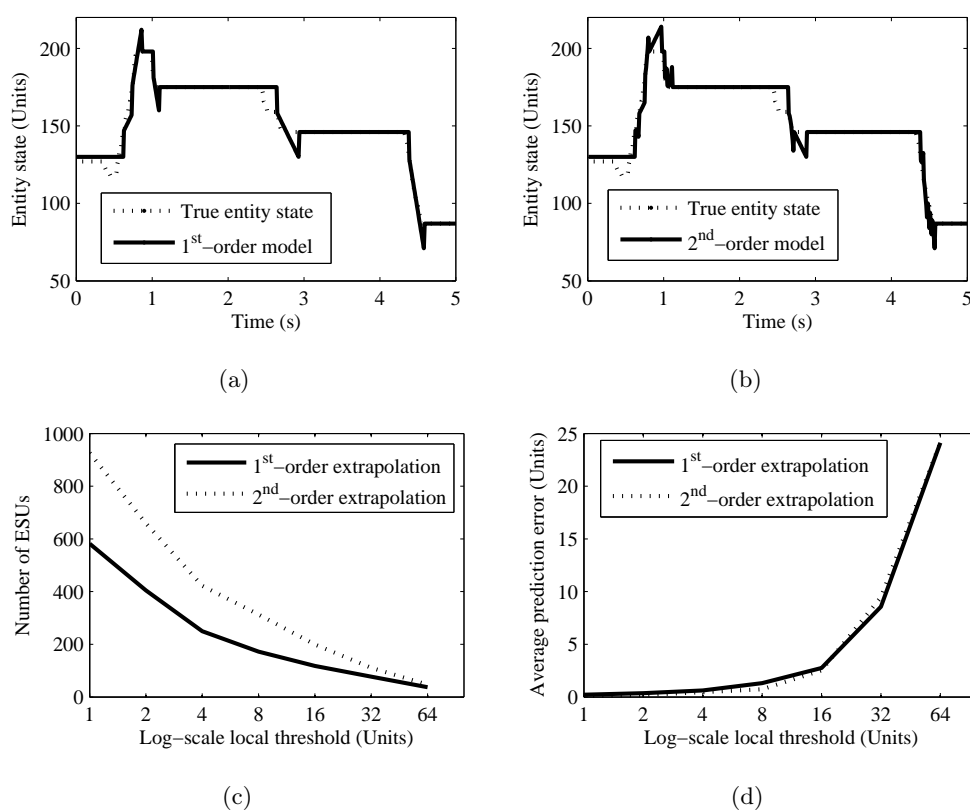 200
150
100
50
Entity state (Units)
True entity state
1st−order model
0 1 2 3 4 5
Time (s)
(a)
200
150
100
50
Entity state (Units)
True entity state
2nd−order model
0 1 2 3 4 5
Time (s)
(b)
1000
800
600
400
200
0
Number of ESUs
1st−order extrapolation
2nd−order extrapolation
1 2 4 8 16 32 64
Log−scale local threshold (Units)
(c)
25
20
15
10
5
0
Average prediction error (Units)
1st−order extrapolation
2nd−order extrapolation
1 2 4 8 16 32 64
Log−scale local threshold (Units)
(d)